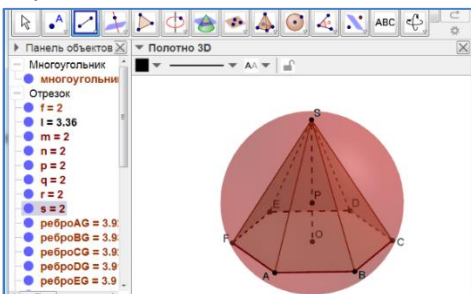 ABC
Панель объектов
Полотно 3D
Многоугольник
многоугольни
Отрезок
f = 2
l = 3.36
m = 2
n = 2
p = 2
q = 2
r = 2
s = 2
реброAG = 3.9
реброBG = 3.9
реброCG = 3.9
реброDG = 3.9
реброEG = 3.9
S
P
E
D
F
O
C
A
B